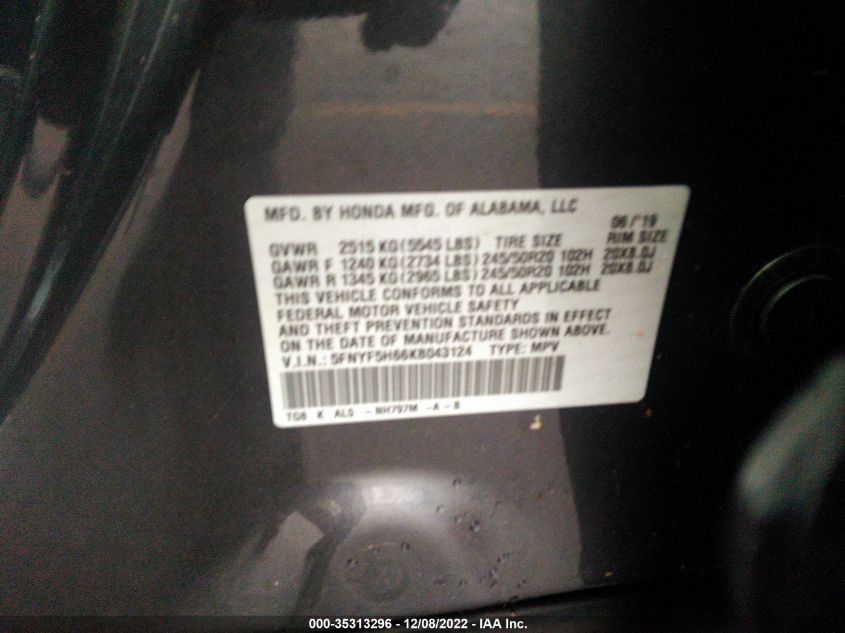 MFD. BY HONDA MFG. OF ALABAMA, LLC 06/'19
GVWR 2515 KG(5545 LBS) TIRE SIZE RIM SIZE
GAWR F 1240 KG(2734 LBS)245/50R20 102H 20X8.0J
GAWR R 1345 KG(2965 LBS)245/50R20 102H 20X8.0J
THIS VEHICLE CONFORMS TO ALL APPLICABLE
FEDERAL MOTOR VEHICLE SAFETY
AND THEFT PREVENTION STANDARDS IN EFFECT
ON THE DATE OF MANUFACTURE SHOWN ABOVE.
V.I.N.: 5FNYF5H66KB043124 TYPE: MPV
TG8 K ALS - NH797M -A - B
000-35313296 - 12/08/2022 - IAA Inc.